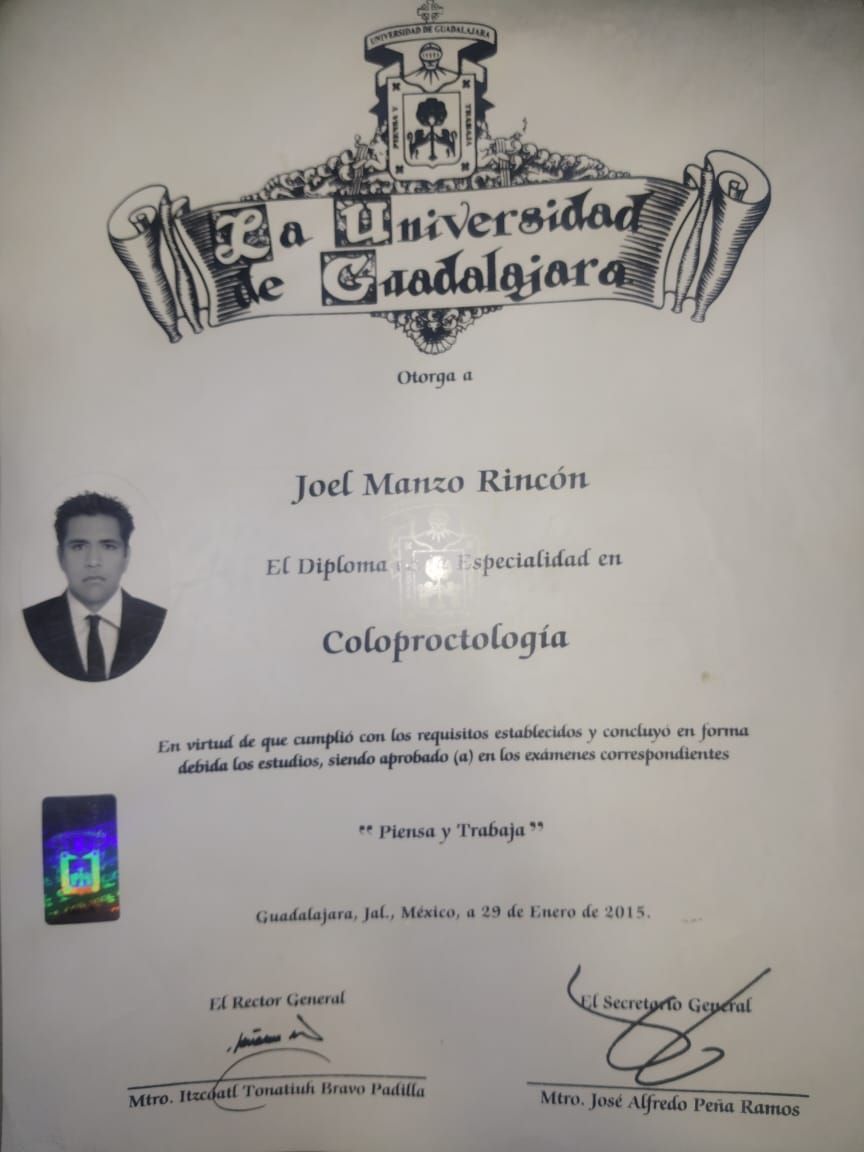 UNIVERSIDAD DE GUADALAJARA
PIENSA Y
TRABAJA
La Universidad
de Guadalajara
Otorga a
Joel Manzo Rincón
El Diploma Especialidad en
Coloproctología
En virtud de que cumplió con los requisitos establecidos y concluyó en forma
debida los estudios, siendo aprobado (a) en los exámenes correspondientes
“ Piensa y Trabaja ”
Guadalajara, Jal., México, a 29 de Enero de 2015.
El Rector General
Mtro. Itzcóatl Tonatiuh Bravo Padilla
El Secretario General
Mtro. José Alfredo Peña Ramos